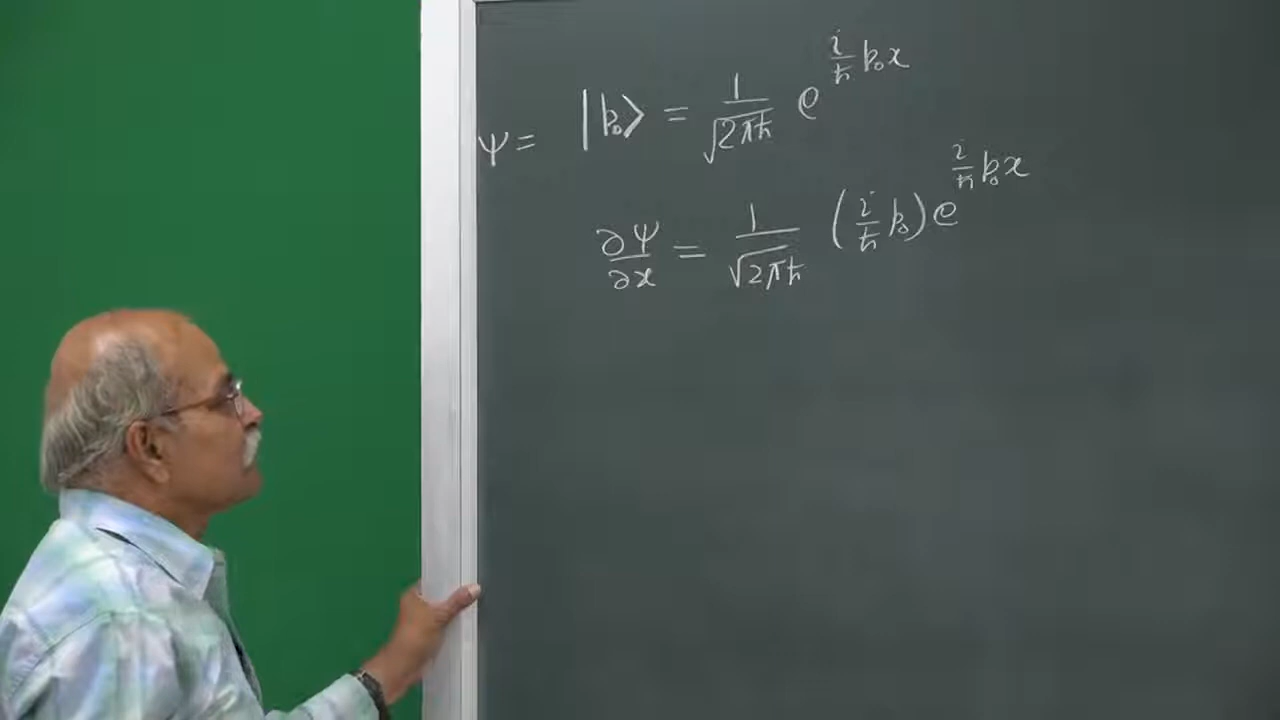 ψ = |p₀⟩ = 1/√(2πħ) e^(i/ħ p₀x)
∂ψ/∂x = 1/√(2πħ) (i/ħ p₀) e^(i/ħ p₀x)